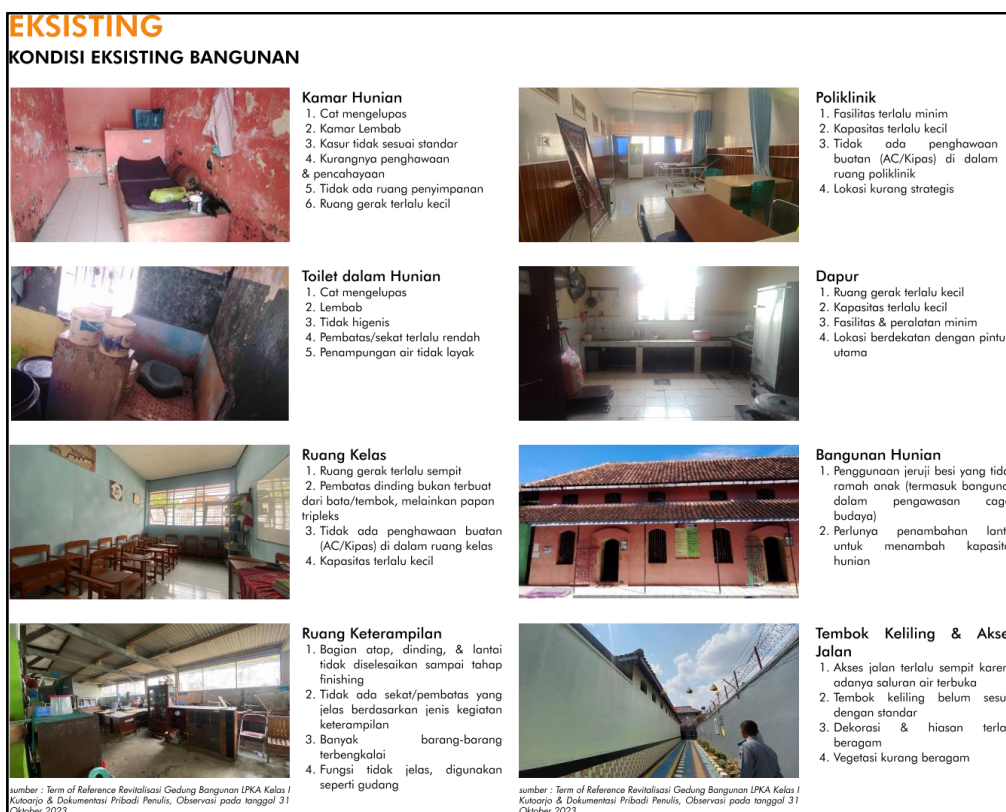 EKSISTING
KONDISI EKSISTING BANGUNAN
Kamar Hunian
1. Cat mengelupas
2. Kamar Lembab
3. Kasur tidak sesuai standar
4. Kurangnya penghawaan
& pencahayaan
5. Tidak ada ruang penyimpanan
6. Ruang gerak terlalu kecil
Toilet dalam Hunian
1. Cat mengelupas
2. Lembab
3. Tidak higenis
4. Pembatas/sekat terlalu rendah
5. Penampungan air tidak layak
Ruang Kelas
1. Ruang gerak terlalu sempit
2. Pembatas dinding bukan terbuat
dari bata/tembok, melainkan papan
tripleks
3. Tidak ada penghawaan buatan
(AC/Kipas) di dalam ruang kelas
4. Kapasitas terlalu kecil
Ruang Keterampilan
1. Bagian atap, dinding, & lantai
tidak diselesaikan sampai tahap
finishing
2. Tidak ada sekat/pembatas yang
jelas berdasarkan jenis kegiatan
keterampilan
3. Banyak barang-barang
terbengkalai
4. Fungsi tidak jelas, digunakan
seperti gudang
sumber : Term of Reference Revitalisasi Gedung Bangunan LPKA Kelas I
Kutoarjo & Dokumentasi Pribadi Penulis, Observasi pada tanggal 31
Oktober 2023
Poliklinik
1. Fasilitas terlalu minim
2. Kapasitas terlalu kecil
3. Tidak ada penghawaan
buatan (AC/Kipas) di dalam
ruang poliklinik
4. Lokasi kurang strategis
Dapur
1. Ruang gerak terlalu kecil
2. Kapasitas terlalu kecil
3. Fasilitas & peralatan minim
4. Lokasi berdekatan dengan pintu
utama
Bangunan Hunian
1. Penggunaan jeruji besi yang tida
ramah anak (termasuk banguna
dalam pengawasan caga
budaya)
2. Perlunya penambahan lanta
untuk menambah kapasita
hunian
Tembok Keliling & Akse
Jalan
1. Akses jalan terlalu sempit karen
adanya saluran air terbuka
2. Tembok keliling belum sesu
dengan standar
3. Dekorasi & hiasan terla
beragam
4. Vegetasi kurang beragam
sumber : Term of Reference Revitalisasi Gedung Bangunan LPKA Kelas I
Kutoarjo & Dokumentasi Pribadi Penulis, Observasi pada tanggal 31
Oktober 2023